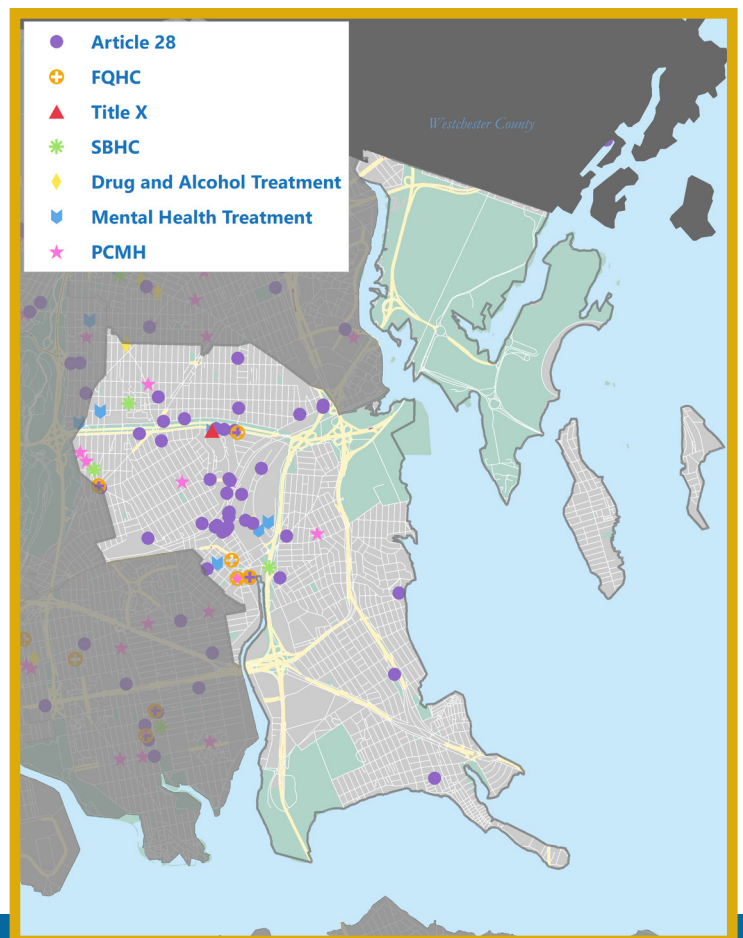 Article 28
FQHC
Title X
SBHC
Drug and Alcohol Treatment
Mental Health Treatment
PCMH
Westchester County